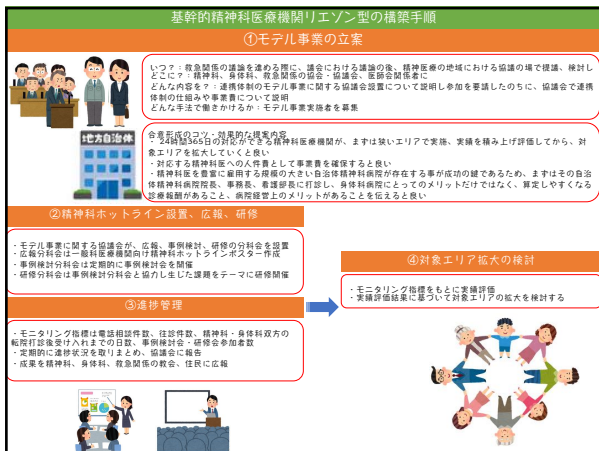 基幹的精神科医療機関リエゾン型の構築手順
①モデル事業の立案
いつ？：救急関係の議論を進める際に、議会における議論の後、精神医療の地域における協議の場で提議、検討し
どこに？：精神科、身体科、救急関係の協会・協議会、医師会関係者に
どんな内容を？：連携体制のモデル事業に関する協議会設置について説明し参加を要請したのちに、協議会で連携
体制の仕組みや事業費について説明
どんな手法で働きかけるか：モデル事業実施者を募集
地方自治体
合意形成のコツ・効果的な提案内容
・24時間365日の対応ができる精神科医療機関が、まずは狭いエリアで実施、実績を積み上げ評価してから、対
象エリアを拡大していくと良い
・対応する精神科医への人件費として事業費を確保すると良い
・精神科医を豊富に雇用する規模の大きい自治体精神科病院が存在する事が成功の鍵であるため、まずはその自治
体精神科病院院長、事務長、看護部長に打診し、身体科病院にとってのメリットだけではなく、算定しやすくなる
診療報酬があること、病院経営上のメリットがあることを伝えると良い
②精神科ホットライン設置、広報、研修
・モデル事業に関する協議会が、広報、事例検討、研修の分科会を設置
・広報分科会は一般科医療機関向け精神科ホットラインポスター作成
・事例検討分科会は定期的に事例検討会を開催
・研修分科会は事例検討分科会と協力し生じた課題をテーマに研修開催
③進捗管理
・モニタリング指標は電話相談件数、往診件数、精神科・身体科双方の
転院打診後受け入れまでの日数、事例検討会・研修会参加者数
・定期的に進捗状況を取りまとめ、協議会に報告
・成果を精神科、身体科、救急関係の教会、住民に広報
④対象エリア拡大の検討
・モニタリング指標をもとに実績評価
・実績評価結果に基づいて対象エリアの拡大を検討する